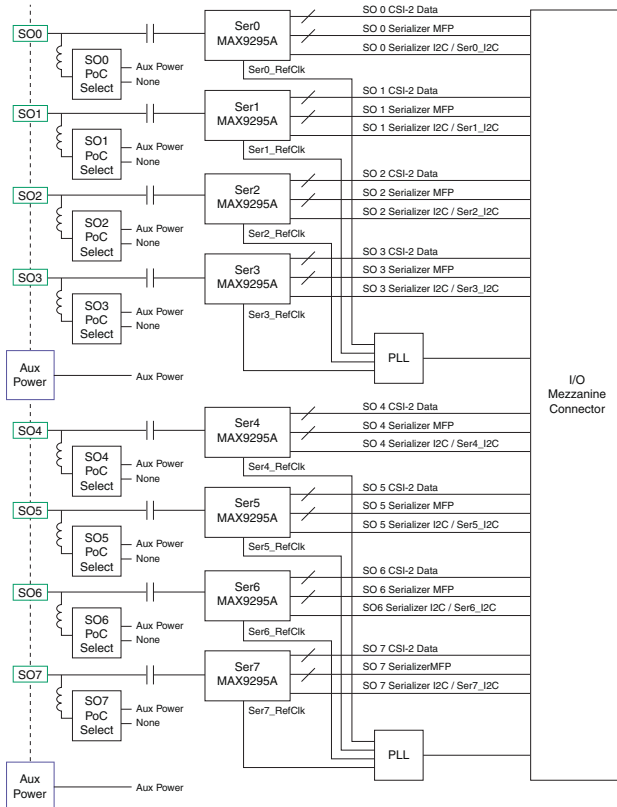 SO0
SO0
PoC
Select
Aux Power
None
Ser0
MAX9295A
Ser0_RefClk
SO 0 CSI-2 Data
SO 0 Serializer MFP
SO 0 Serializer I2C / Ser0_I2C
SO1
SO1
PoC
Select
Aux Power
None
Ser1
MAX9295A
Ser1_RefClk
SO 1 CSI-2 Data
SO 1 Serializer MFP
SO 1 Serializer I2C / Ser1_I2C
SO2
SO2
PoC
Select
Aux Power
None
Ser2
MAX9295A
Ser2_RefClk
SO 2 CSI-2 Data
SO 2 Serializer MFP
SO 2 Serializer I2C / Ser2_I2C
SO3
SO3
PoC
Select
Aux Power
None
Ser3
MAX9295A
Ser3_RefClk
SO 3 CSI-2 Data
SO 3 Serializer MFP
SO 3 Serializer I2C / Ser3_I2C
PLL
Aux
Power
Aux Power
I/O
Mezzanine
Connector
SO4
SO4
PoC
Select
Aux Power
None
Ser4
MAX9295A
Ser4_RefClk
SO 4 CSI-2 Data
SO 4 Serializer MFP
SO 4 Serializer I2C / Ser4_I2C
SO5
SO5
PoC
Select
Aux Power
None
Ser5
MAX9295A
Ser5_RefClk
SO 5 CSI-2 Data
SO 5 Serializer MFP
SO 5 Serializer I2C / Ser5_I2C
SO6
SO6
PoC
Select
Aux Power
None
Ser6
MAX9295A
Ser6_RefClk
SO 6 CSI-2 Data
SO 6 Serializer MFP
SO6 Serializer I2C / Ser6_I2C
SO7
SO7
PoC
Select
Aux Power
None
Ser7
MAX9295A
Ser7_RefClk
SO 7 CSI-2 Data
SO 7 SerializerMFP
SO 7 Serializer I2C / Ser7_I2C
PLL
Aux
Power
Aux Power